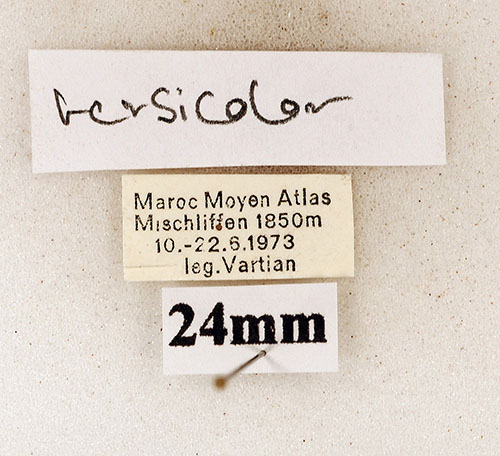 versicolor
Maroc Moyen Atlas
Mischliffen 1850m
10.-22.6.1973
leg.Vartian
24mm